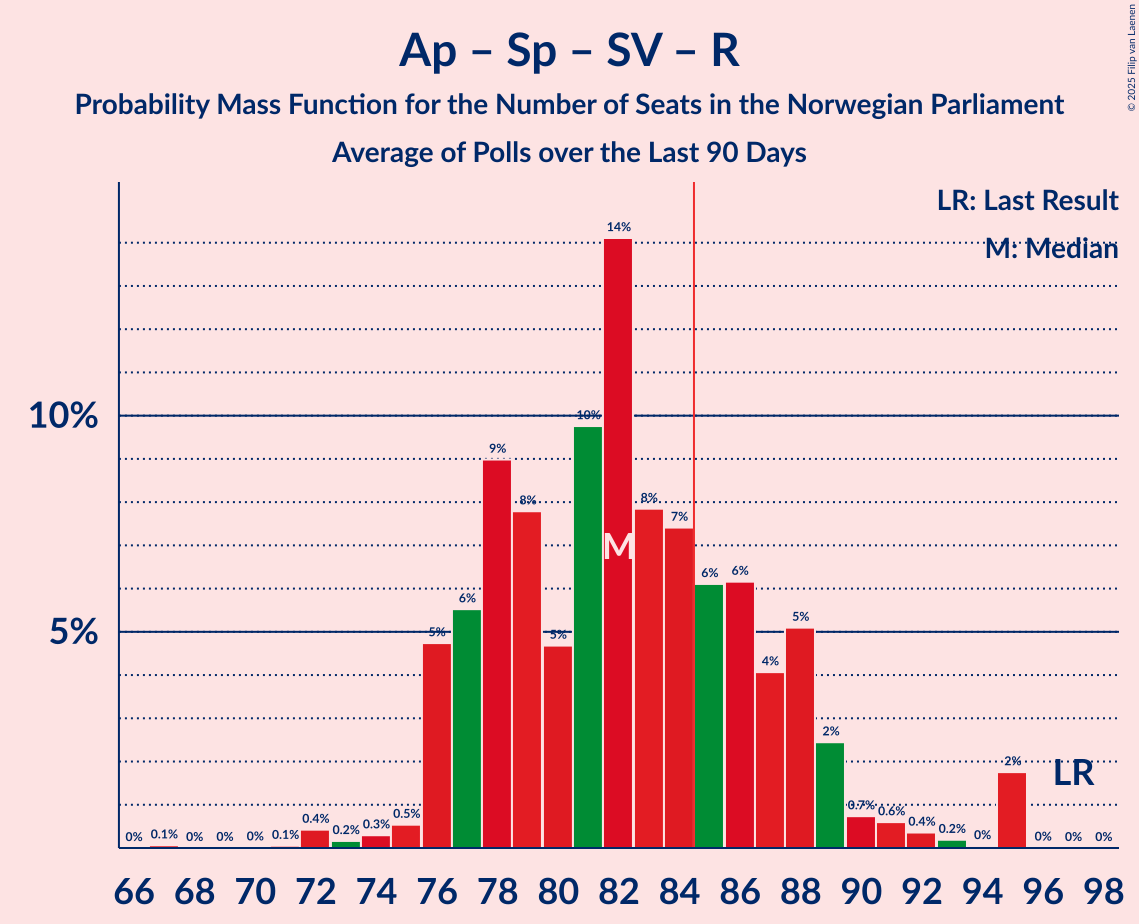 Ap – Sp – SV – R
Probability Mass Function for the Number of Seats in the Norwegian Parliament
Average of Polls over the Last 90 Days
© 2025 Filip van Laenen
LR: Last Result
M: Median
10%
5%
0% 0.1% 0% 0% 0% 0.1% 0.4% 0.2% 0.3% 0.5% 5% 6% 9% 8% 5% 10% 14% 8% 7% 6% 6% 4% 5% 2% 0.7% 0.6% 0.4% 0.2% 0% 2% 0% 0% 0%
M
LR
66 68 70 72 74 76 78 80 82 84 86 88 90 92 94 96 98